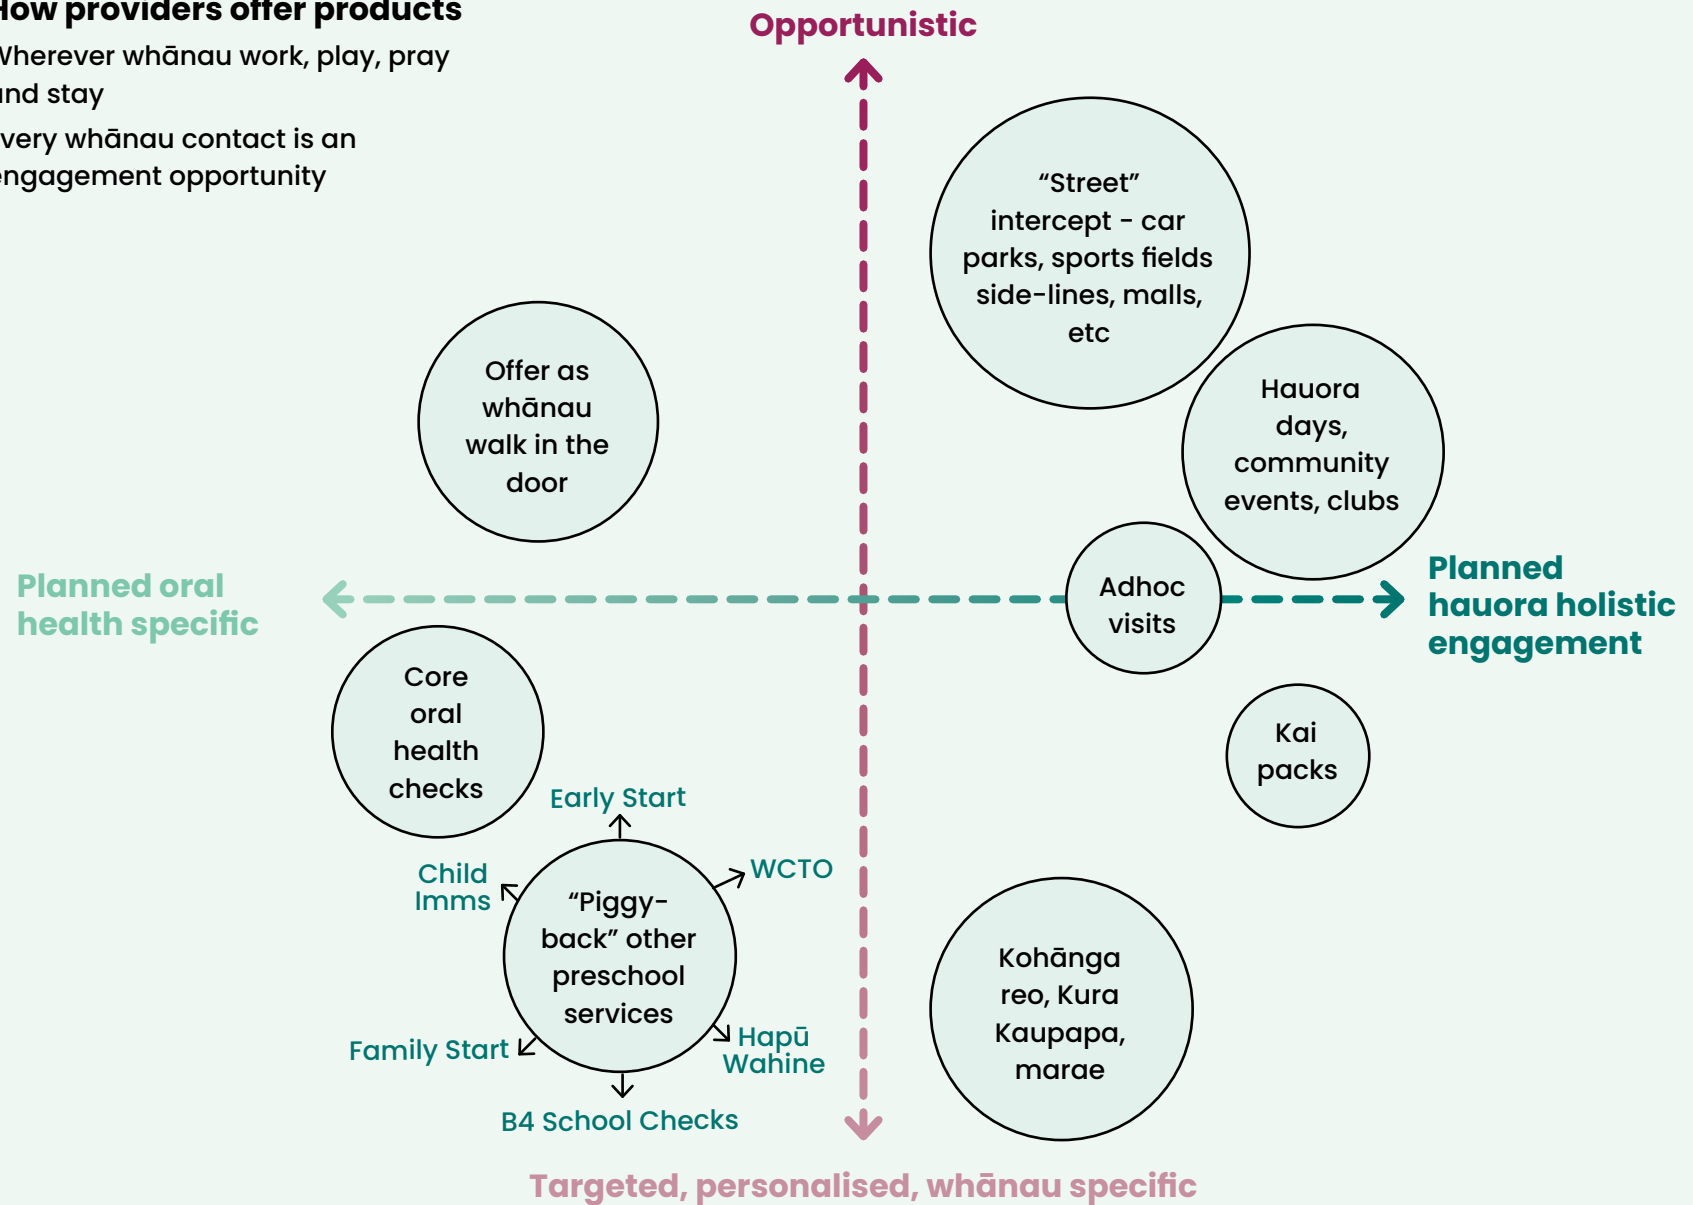 How providers offer products
Wherever whānau work, play, pray
and stay
Every whānau contact is an
engagement opportunity
Opportunistic
“Street”
intercept - car
parks, sports fields
side-lines, malls,
etc
Offer as
whānau
walk in the
door
Hauora
days,
community
events, clubs
Planned oral
health specific
Adhoc
visits
Planned
hauora holistic
engagement
Core
oral
health
checks
Kai
packs
Early Start
Child
Imms
WCTO
“Piggy-
back” other
preschool
services
Family Start
Hapū
Wahine
B4 School Checks
Kohānga
reo, Kura
Kaupapa,
marae
Targeted, personalised, whānau specific